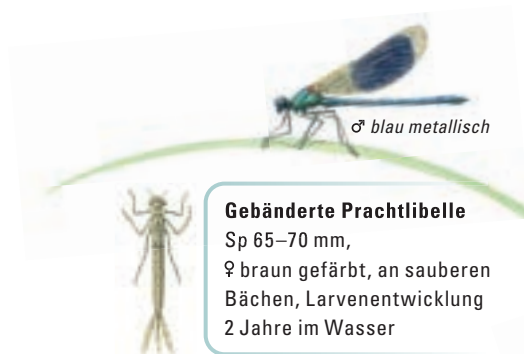 ♂ blau metallisch
Gebänderte Prachtlibelle
Sp 65–70 mm,
♀ braun gefärbt, an sauberen
Bächen, Larvenentwicklung
2 Jahre im Wasser